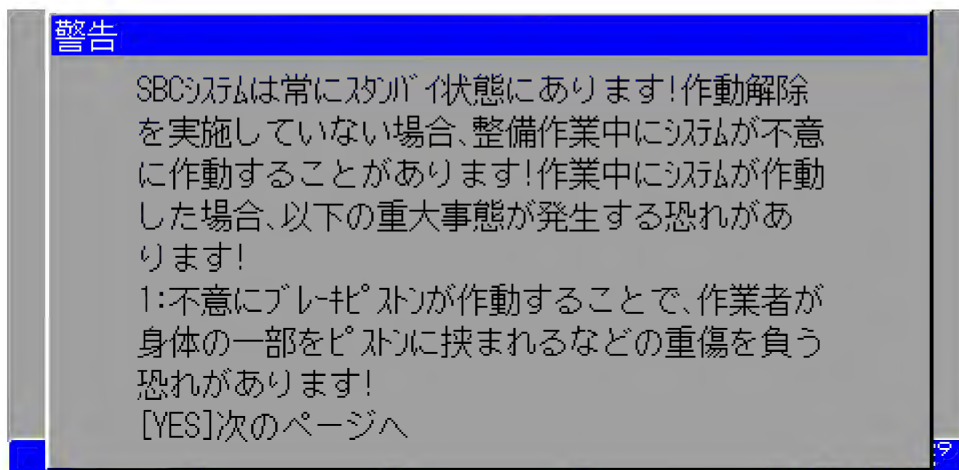 警告
SBCｼｽﾃﾑは常にｽﾀﾝﾊﾞｲ状態にあります!作動解除
を実施していない場合､整備作業中にｼｽﾃﾑが不意
に作動することがあります!作業中にｼｽﾃﾑが作動
した場合､以下の重大事態が発生する恐れがあ
ります!
1:不意にﾌﾞﾚｰｷﾋﾟｽﾄﾝが作動することで､作業者が
身体の一部をﾋﾟｽﾄﾝに挟まれるなどの重傷を負う
恐れがあります!
[YES]次のページへ